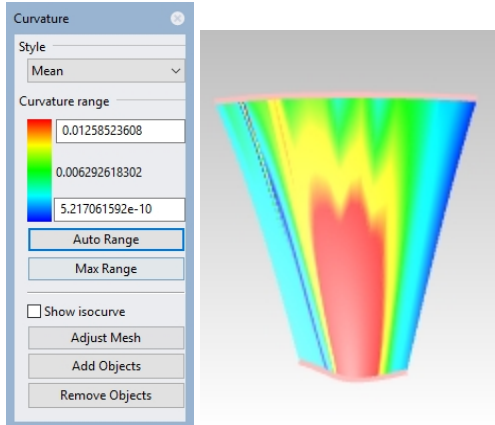 Curvature
Style
Mean
Curvature range
0.01258523608
0.006292618302
5.217061592e-10
Auto Range
Max Range
Show isocurve
Adjust Mesh
Add Objects
Remove Objects